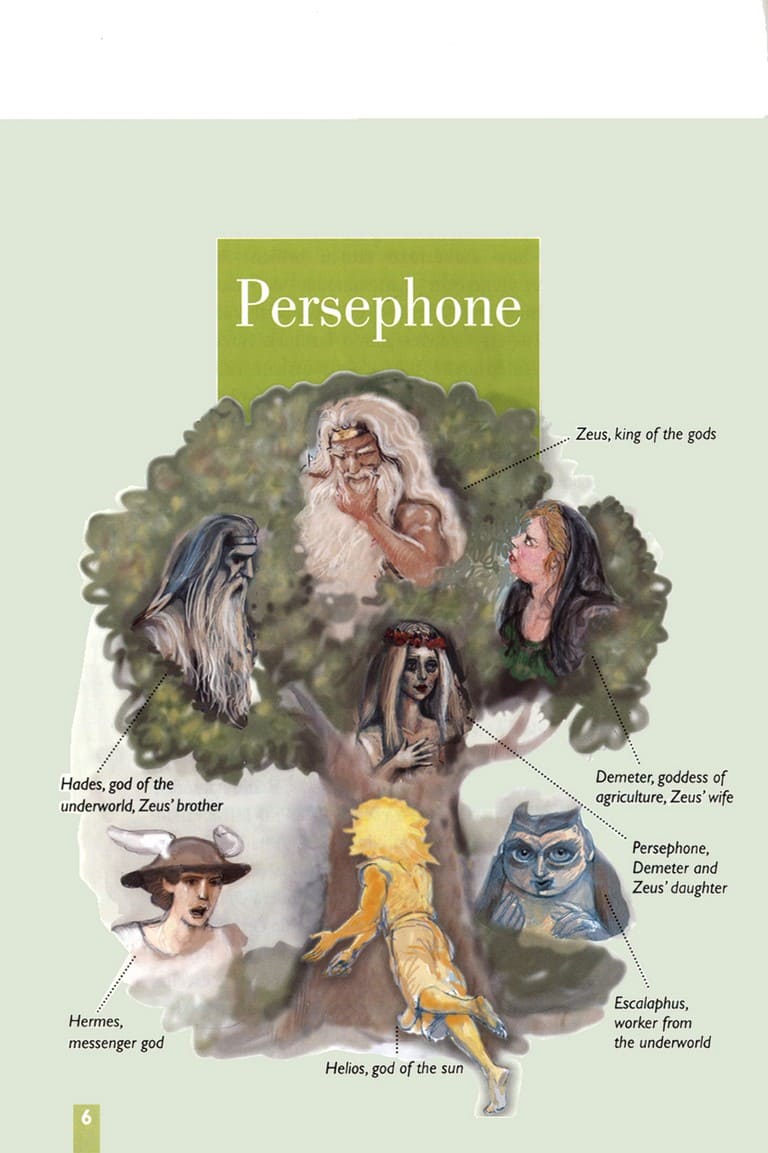 Persephone
Zeus, king of the gods
Hades, god of the
underworld, Zeus' brother
Demeter, goddess of
agriculture, Zeus' wife
Persephone,
Demeter and
Zeus' daughter
Hermes,
messenger god
Escalaphus,
worker from
the underworld
Helios, god of the sun
6